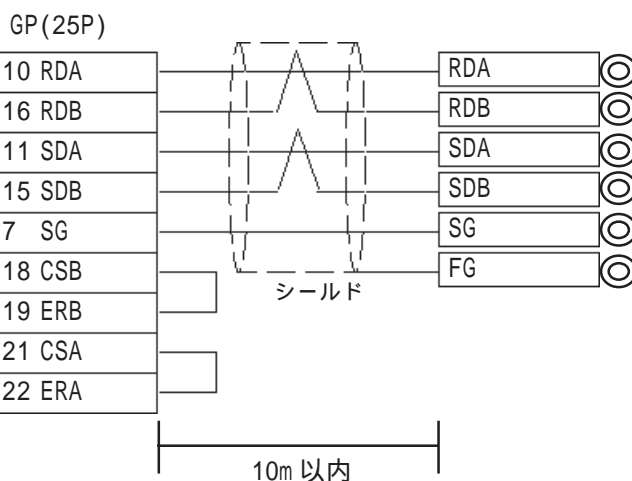 GP(25P)
10 RDA
RDA
16 RDB
RDB
11 SDA
SDA
15 SDB
SDB
7 SG
SG
18 CSB
FG
シールド
19 ERB
21 CSA
22 ERA
10m 以内